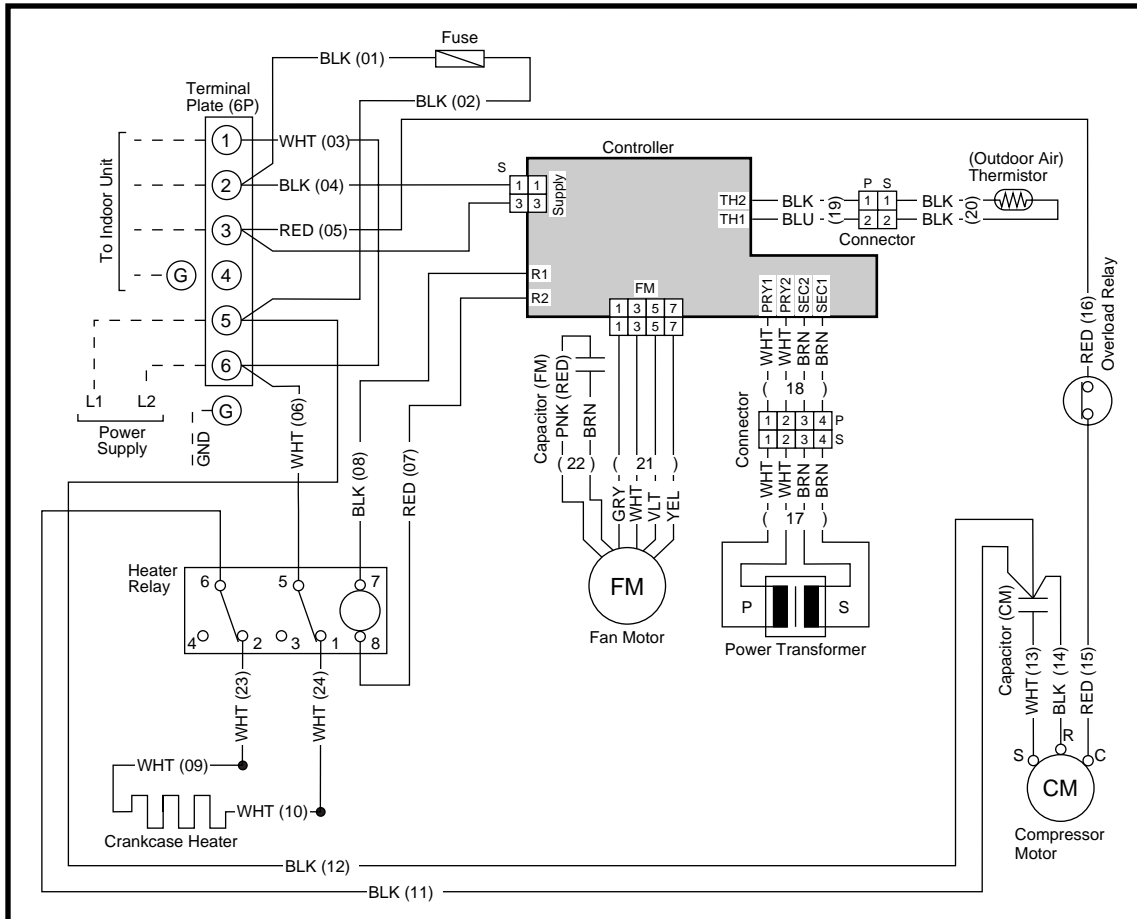 Fuse
BLK (01)
Terminal
Plate (6P)
BLK (02)
1
WHT (03)
Controller
(Outdoor Air)
Thermistor
2
BLK (04)
S
1 1
3 3
Supply
TH2
TH1
BLK
BLU
(19)
P S
1 1
2 2
Connector
BLK
BLK
(20)
To Indoor Unit
3
RED (05)
G
4
R1
R2
FM
1 3 5 7
1 3 5 7
PRY1
PRY2
SEC2
SEC1
5
6
L1
L2
Power
Supply
G
GND
WHT (06)
BLK (08)
RED (07)
Capacitor (FM)
PNK (RED)
BRN
( 22 )
( 21 )
GRY
WHT
VLT
YEL
WHT
WHT
BRN
BRN
( 18 )
Connector
1 2 3 4 P
1 2 3 4 S
WHT
WHT
BRN
BRN
( 17 )
RED (16)
Overload Relay
Heater
Relay
6
5
7
4
2
3
1
8
FM
Fan Motor
P
S
Power Transformer
Capacitor (CM)
WHT (13)
BLK (14)
RED (15)
WHT (23)
WHT (24)
S
R
C
CM
Compressor
Motor
WHT (09)
WHT (10)
Crankcase Heater
BLK (12)
BLK (11)